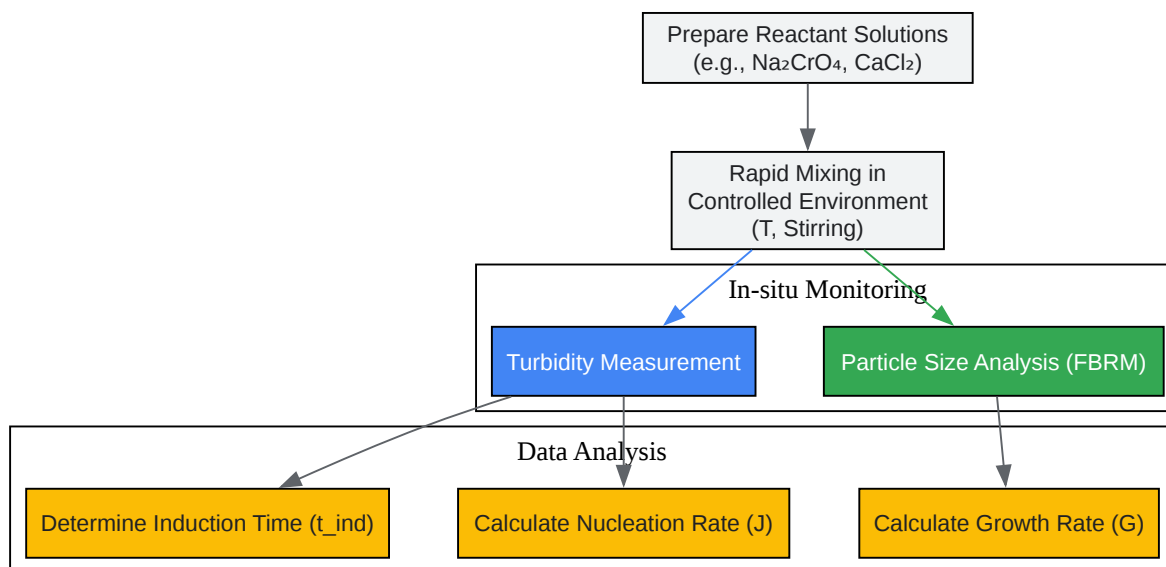 Prepare Reactant Solutions
(e.g., Na₂CrO₄, CaCl₂)
Rapid Mixing in
Controlled Environment
(T, Stirring)
In-situ Monitoring
Turbidity Measurement
Particle Size Analysis (FBRM)
Data Analysis
Determine Induction Time (t_ind)
Calculate Nucleation Rate (J)
Calculate Growth Rate (G)